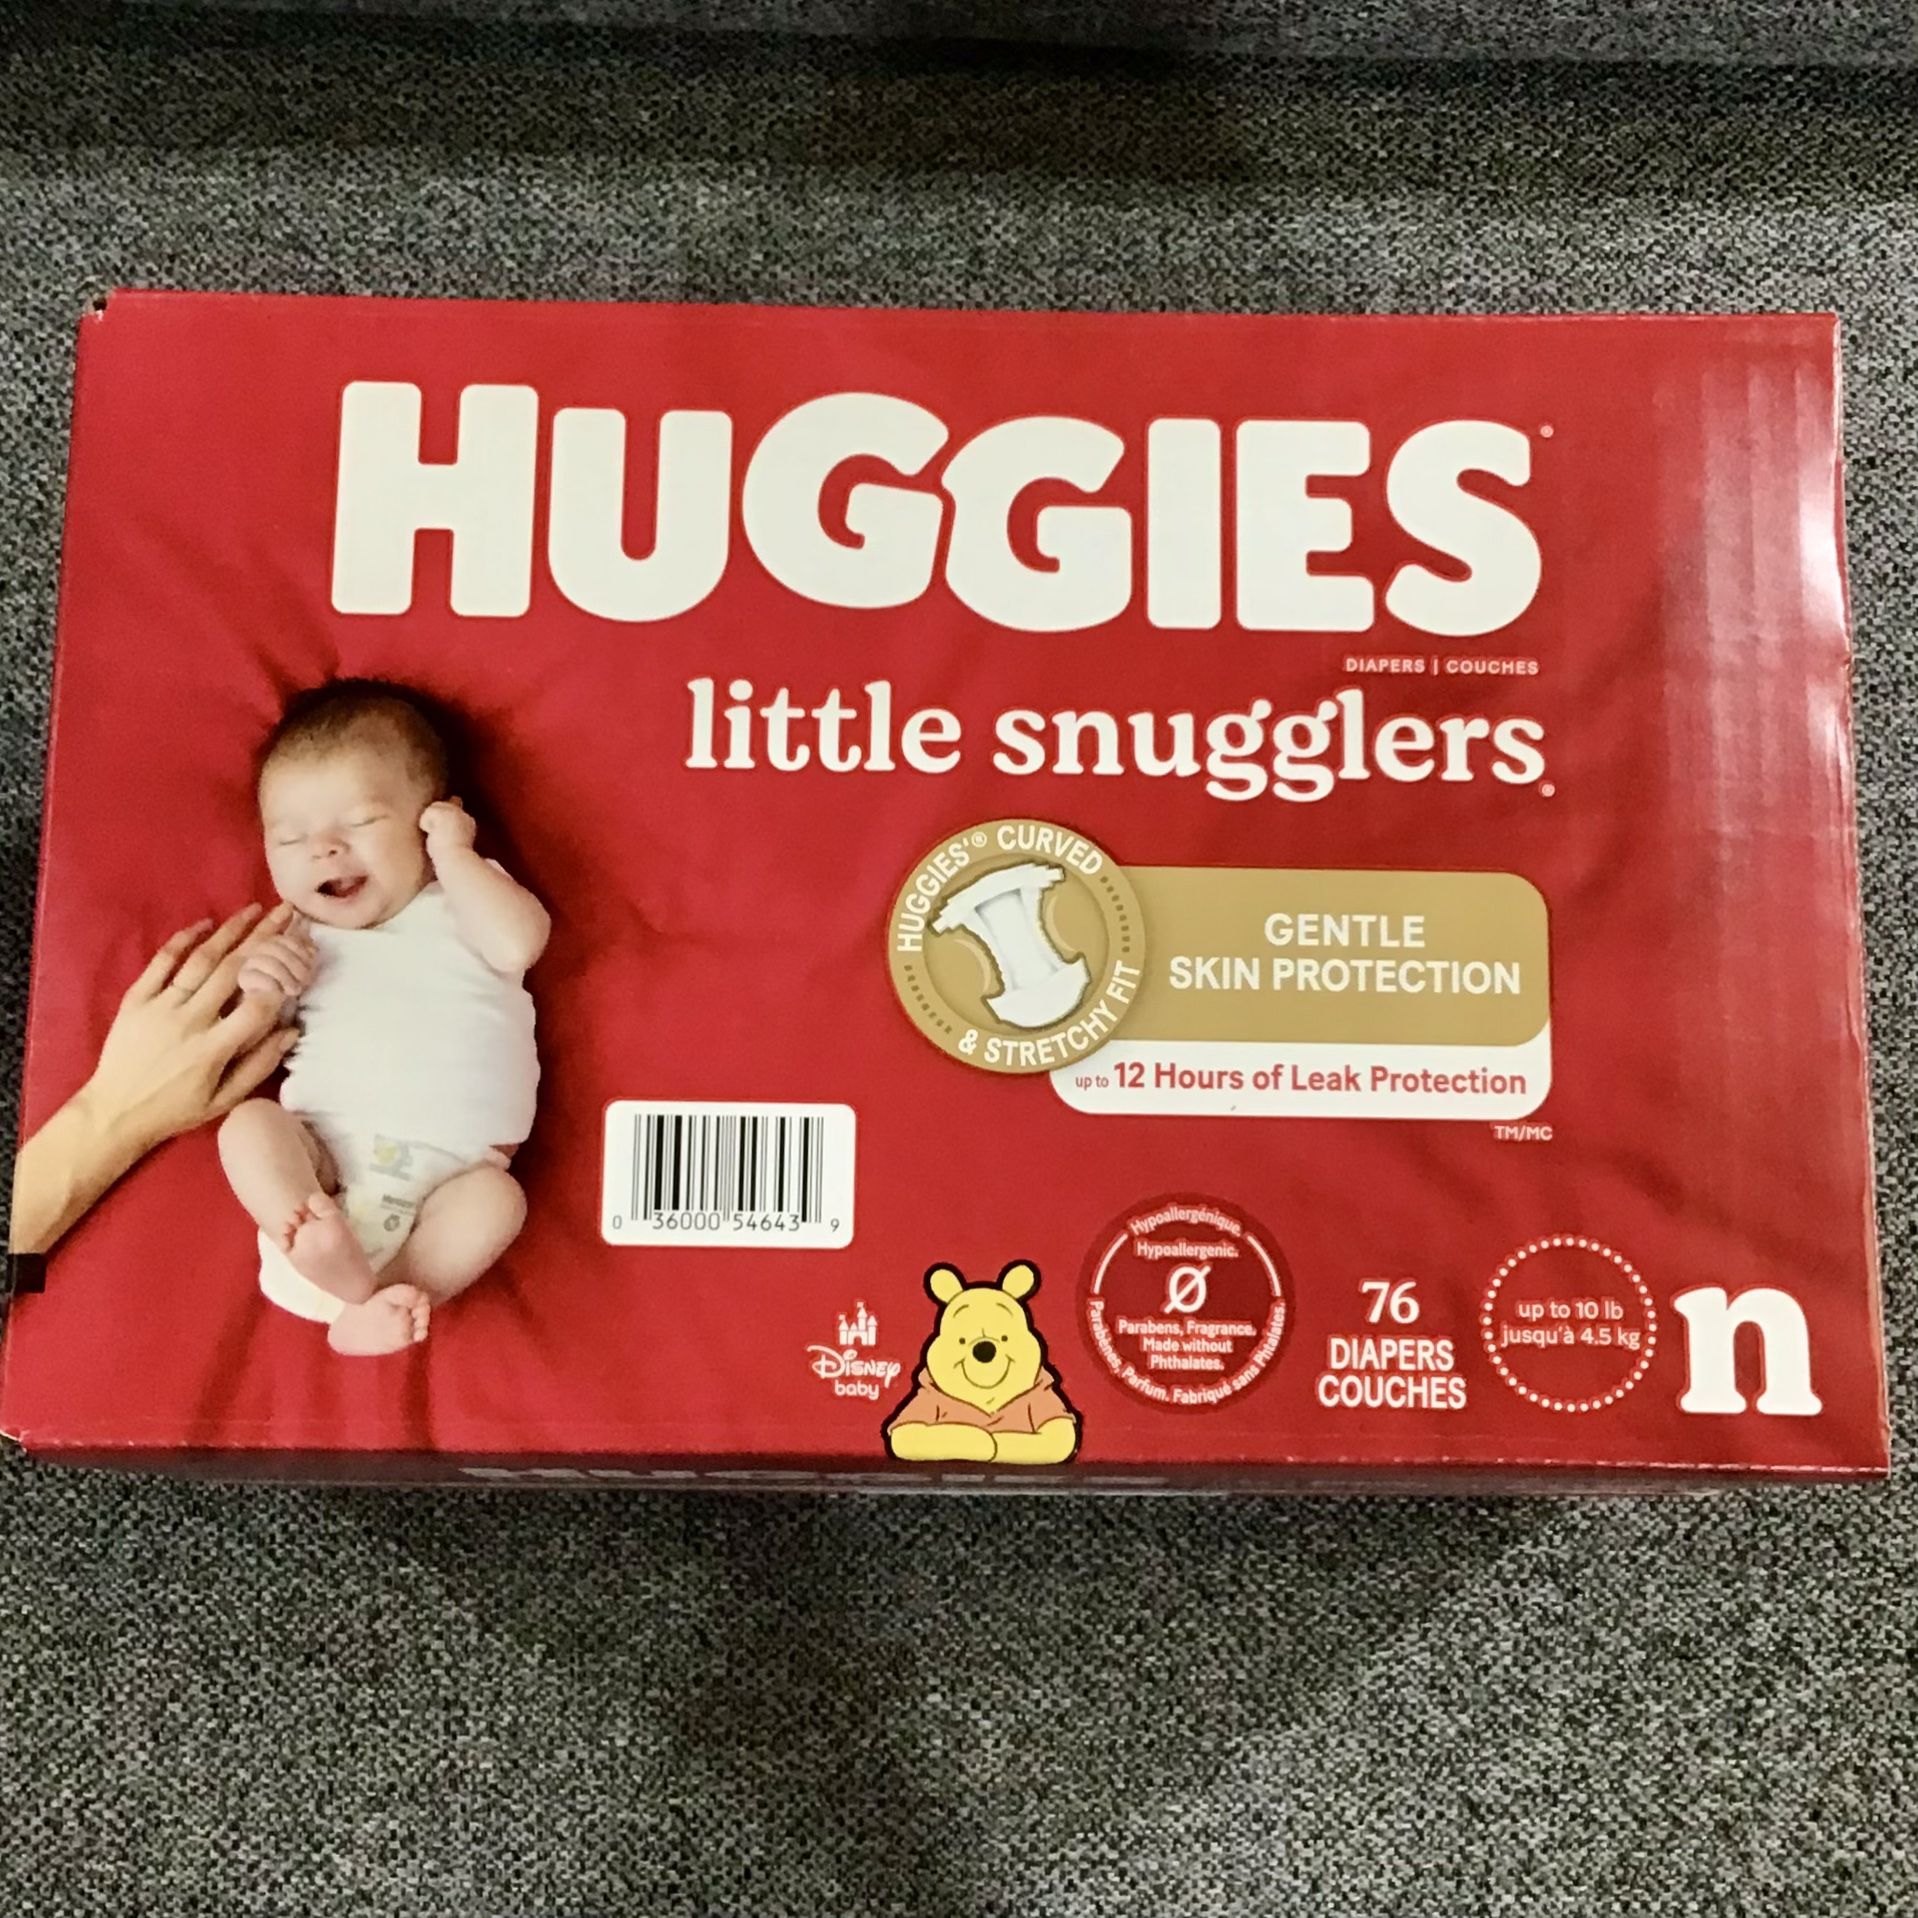 HUGGIES®
DIAPERS | COUCHES
little snugglers®
HUGGIES'® CURVED
& STRETCHY FIT
GENTLE
SKIN PROTECTION
up to 12 Hours of Leak Protection
TM/MC
0 36000 54643 9
Disney
baby
Hypoallergénique.
Hypoallergenic.
Parabens, Fragrance.
Made without
Phthalates.
Parabènes, Parfum. Fabriqué sans Phtalates.
76
DIAPERS
COUCHES
up to 10 lb
jusqu'à 4.5 kg
n